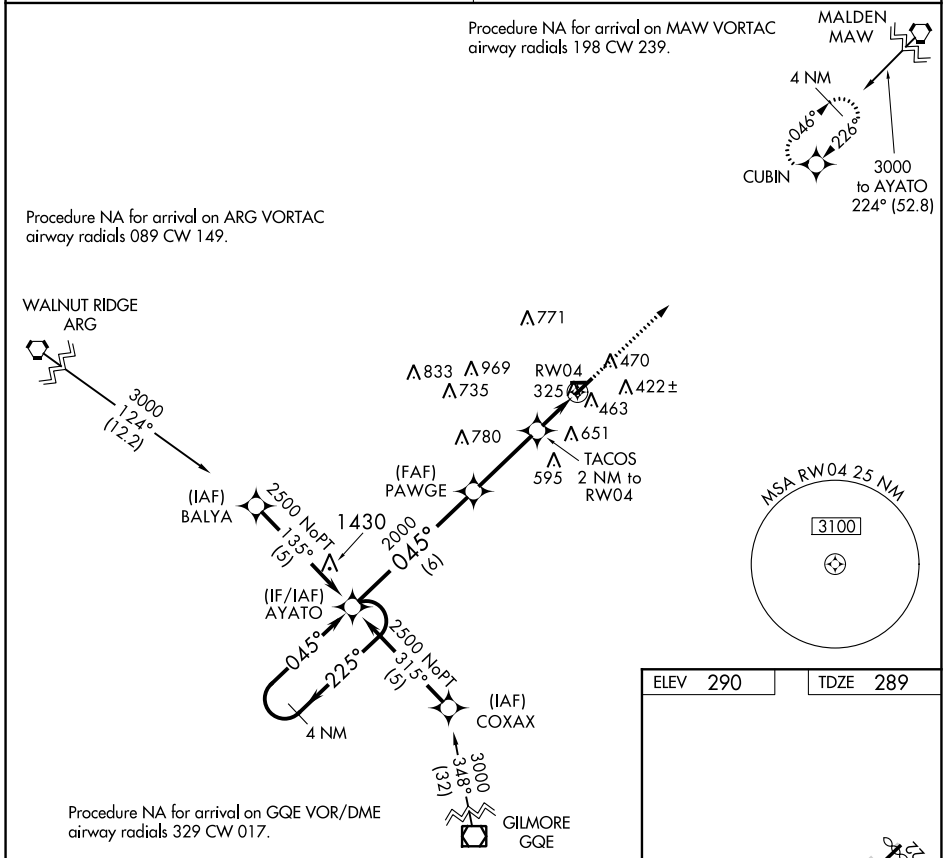 Procedure NA for arrival on MAW VORTAC
airway radials 198 CW 239.
MALDEN
MAW
4 NM
046°
226°
CUBIN
3000
to AYATO
224° (52.8)
Procedure NA for arrival on ARG VORTAC
airway radials 089 CW 149.
WALNUT RIDGE
ARG
3000
124°
(12.2)
771
833
969
735
RW04
325
470
422±
463
780
651
595
TACOS
2 NM to
RW04
(FAF)
PAWGE
(IAF)
BALYA
2500 NoPT
135°
(5)
1430
2000
045°
(6)
(IF/IAF)
AYATO
045°
225°
4 NM
2500 NoPT
315°
(5)
(IAF)
COXAX
3000
348°
(32)
GILMORE
GQE
Procedure NA for arrival on GQE VOR/DME
airway radials 329 CW 017.
MSA RW04 25 NM
3100
ELEV 290
TDZE 289
22